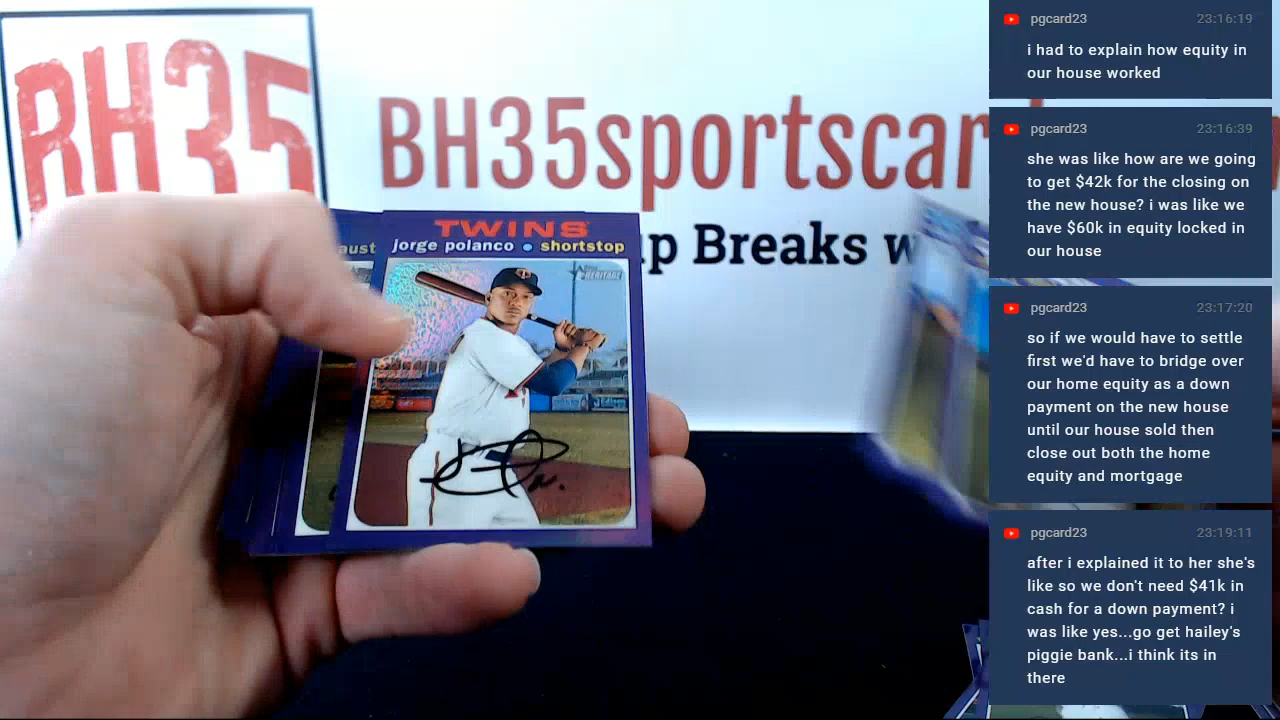 BH35
BH35sportscar
p Breaks w
TWINS
jorge polanco • shortstop
HERITAGE
aust
pgcard23 23:16:19
i had to explain how equity in
our house worked
pgcard23 23:16:39
she was like how are we going
to get $42k for the closing on
the new house? i was like we
have $60k in equity locked in
our house
pgcard23 23:17:20
so if we would have to settle
first we'd have to bridge over
our home equity as a down
payment on the new house
until our house sold then
close out both the home
equity and mortgage
pgcard23 23:19:11
after i explained it to her she's
like so we don't need $41k in
cash for a down payment? i
was like yes...go get hailey's
piggie bank...i think its in
there